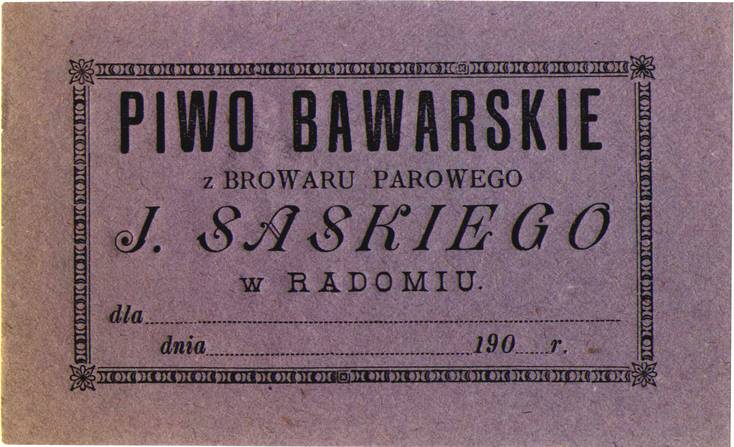 PIWO BAWARSKIE
z BROWARU PAROWEGO
J. SASKIEGO
w RADOMIU.
dla
dnia 190 r.